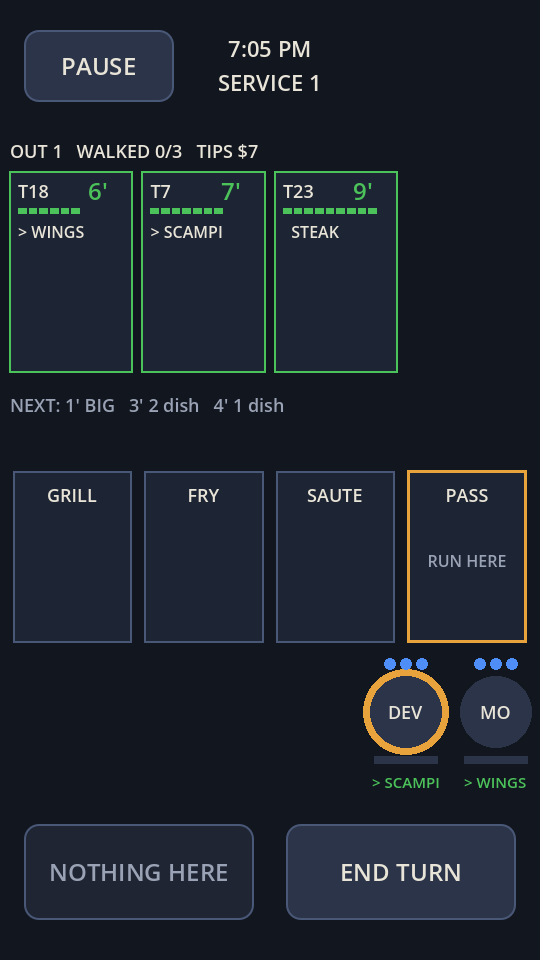 PAUSE
7:05 PM
SERVICE 1
OUT 1 WALKED 0/3 TIPS $7
T18 6'
> WINGS
T7 7'
> SCAMPI
T23 9'
STEAK
NEXT: 1' BIG 3' 2 dish 4' 1 dish
GRILL
FRY
SAUTE
PASS
RUN HERE
DEV
MO
> SCAMPI
> WINGS
NOTHING HERE
END TURN